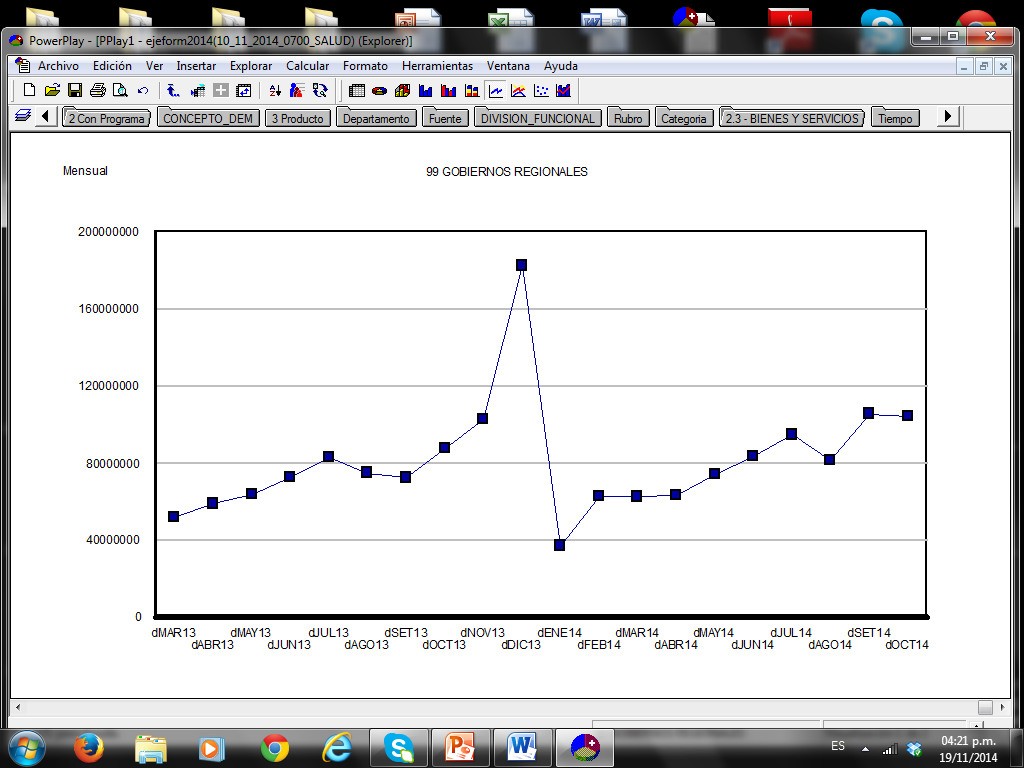 PowerPlay - [PPlay1 - ejeform2014(10_11_2014_0700_SALUD) (Explorer)]
Archivo Edición Ver Insertar Explorar Calcular Formato Herramientas Ventana Ayuda
2 Con Programa CONCEPTO_DEM 3 Producto Departamento Fuente DIVISION_FUNCIONAL Rubro Categoria 2.3 - BIENES Y SERVICIOS Tiempo
Mensual 99 GOBIERNOS REGIONALES
200000000
160000000
120000000
80000000
40000000
0
dMAR13 dMAY13 dJUL13 dSET13 dNOV13 dENE14 dMAR14 dMAY14 dJUL14 dSET14
dABR13 dJUN13 dAGO13 dOCT13 dDIC13 dFEB14 dABR14 dJUN14 dAGO14 dOCT14
ES 04:21 p.m.
19/11/2014